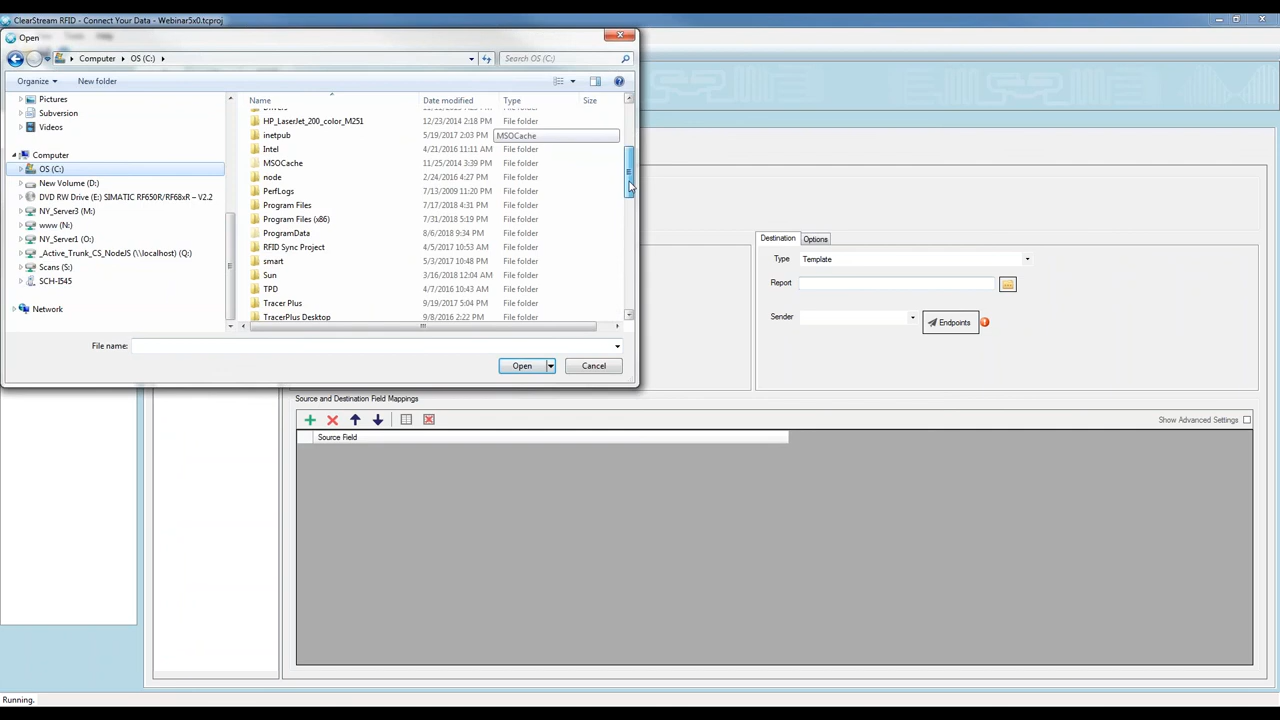 ClearStream RFID - Connect Your Data - Webinar5x0.tcproj
Open
Computer OS (C:)
Search OS (C:)
Organize New folder
Name Date modified Type Size
Pictures
Subversion
Videos
Computer
OS (C:)
New Volume (D:)
DVD RW Drive (E:) SIMATIC RF650R/RF68xR – V2.2
NY_Server3 (M:)
www (N:)
NY_Server1 (O:)
_Active_Trunk_CS_NodeJS (\\localhost) (Q:)
Scans (S:)
SCH-I545
Network
HP_LaserJet_200_color_M251 12/23/2014 2:18 PM File folder
inetpub 5/19/2017 2:03 PM MSOCache
Intel 4/21/2016 11:11 AM File folder
MSOCache 11/25/2014 3:39 PM File folder
node 2/24/2016 4:27 PM File folder
PerfLogs 7/13/2009 11:20 PM File folder
Program Files 7/17/2018 4:31 PM File folder
Program Files (x86) 7/31/2018 5:19 PM File folder
ProgramData 8/6/2018 9:34 PM File folder
RFID Sync Project 4/5/2017 10:53 AM File folder
smart 5/3/2017 10:48 PM File folder
Sun 3/16/2018 12:04 AM File folder
TPD 4/7/2016 10:43 AM File folder
Tracer Plus 9/19/2017 5:04 PM File folder
TracerPlus Desktop 9/8/2016 2:22 PM File folder
File name:
Open Cancel
Destination Options
Type Template
Report
Sender Endpoints
Source and Destination Field Mappings
Show Advanced Settings
Source Field
Running.